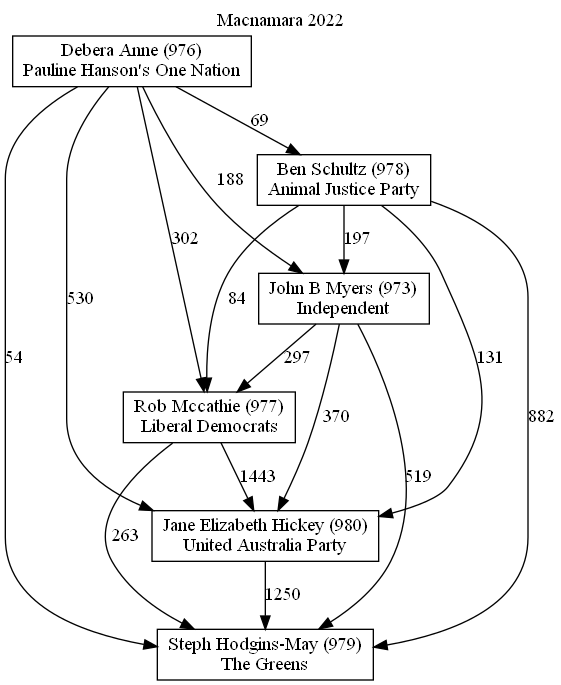 Macnamara 2022
Debera Anne (976)
Pauline Hanson's One Nation
69
Ben Schultz (978)
Animal Justice Party
188
302
197
John B Myers (973)
Independent
530
84
54
297
131
Rob Mccathie (977)
Liberal Democrats
370
882
1443
519
Jane Elizabeth Hickey (980)
United Australia Party
263
1250
Steph Hodgins-May (979)
The Greens